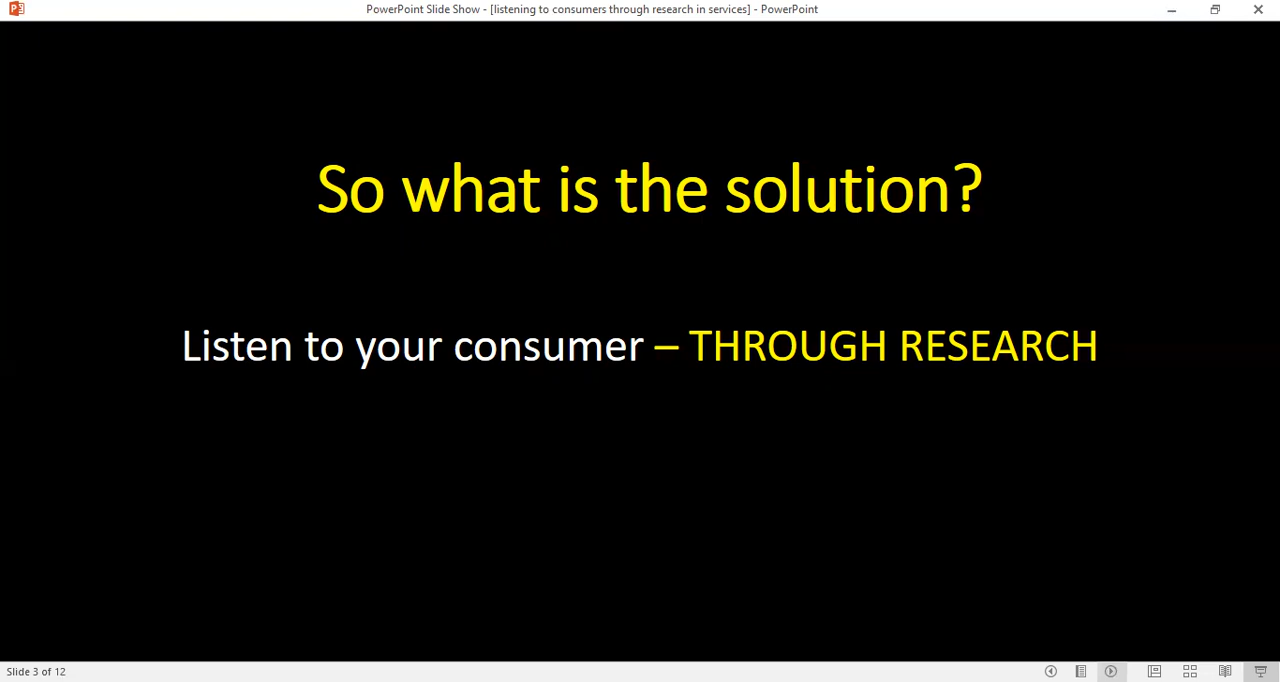 PowerPoint Slide Show - [listening to consumers through research in services] - PowerPoint
So what is the solution?
Listen to your consumer – THROUGH RESEARCH
Slide 3 of 12